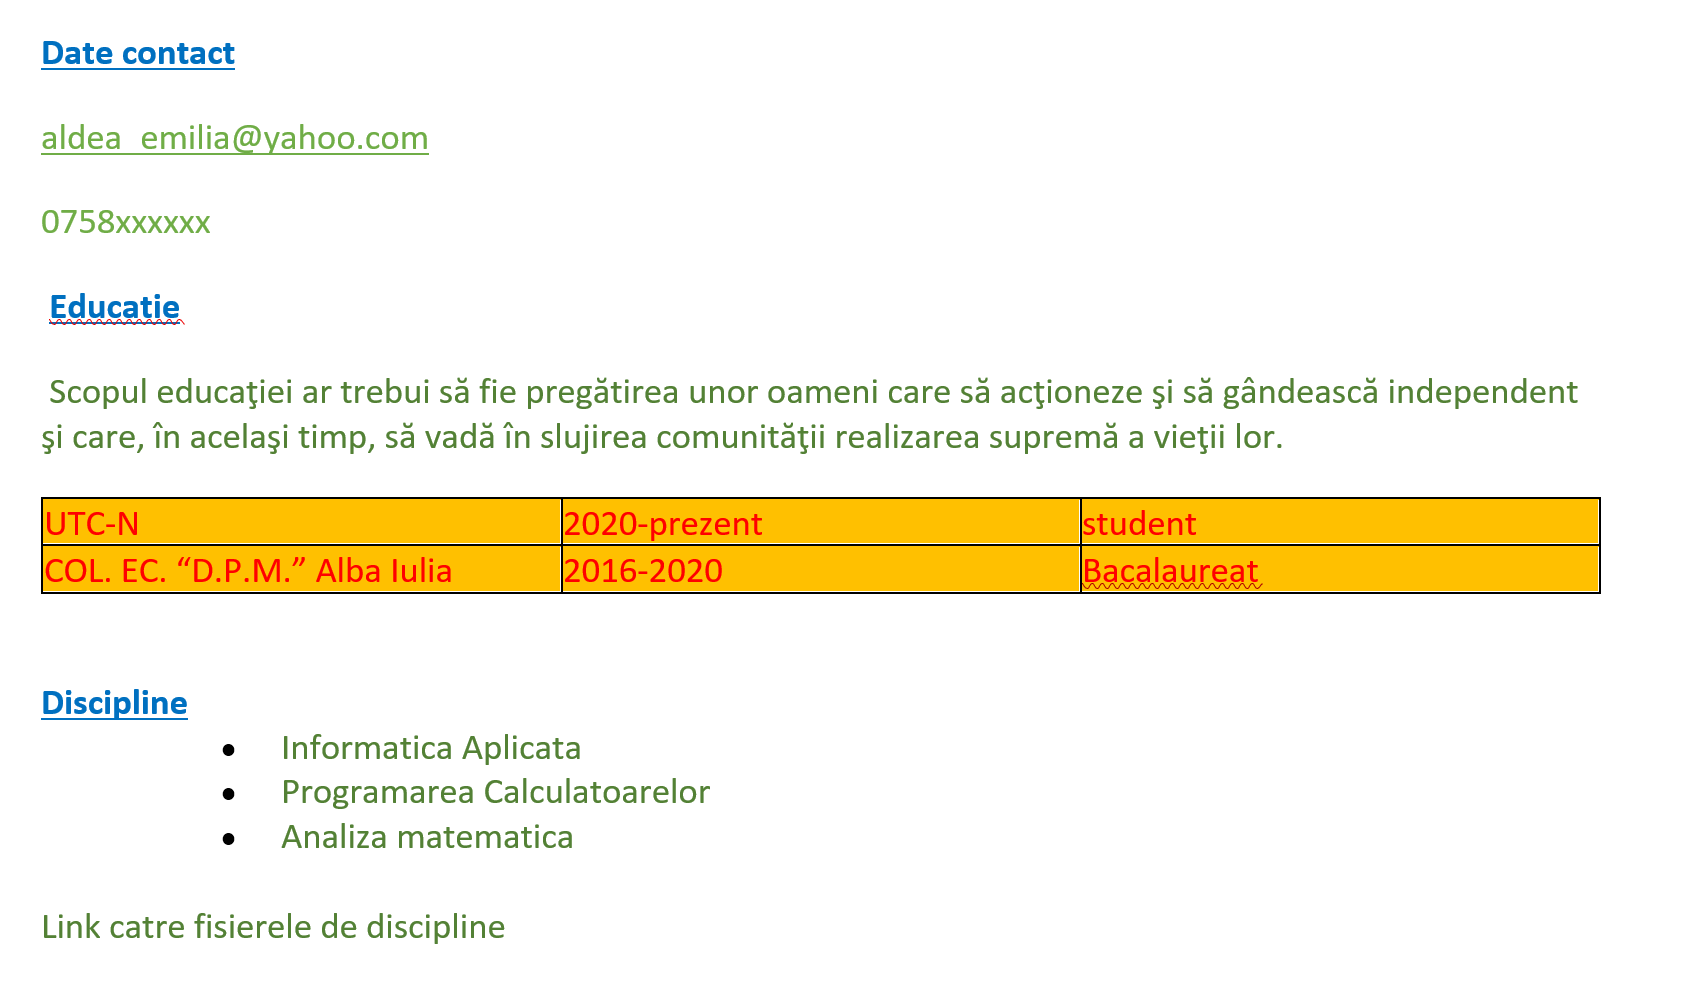 Date contact
aldea_emilia@yahoo.com
0758xxxxxx
Educatie
Scopul educaţiei ar trebui să fie pregătirea unor oameni care să acţioneze şi să gândească independent
şi care, în acelaşi timp, să vadă în slujirea comunităţii realizarea supremă a vieţii lor.
UTC-N 2020-prezent student
COL. EC. “D.P.M.” Alba Iulia 2016-2020 Bacalaureat
Discipline
• Informatica Aplicata
• Programarea Calculatoarelor
• Analiza matematica
Link catre fisierele de discipline